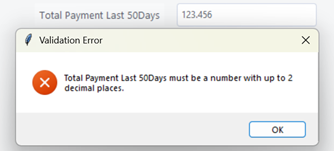 Total Payment Last 50Days 123.456
Validation Error
Total Payment Last 50Days must be a number with up to 2
decimal places.
OK